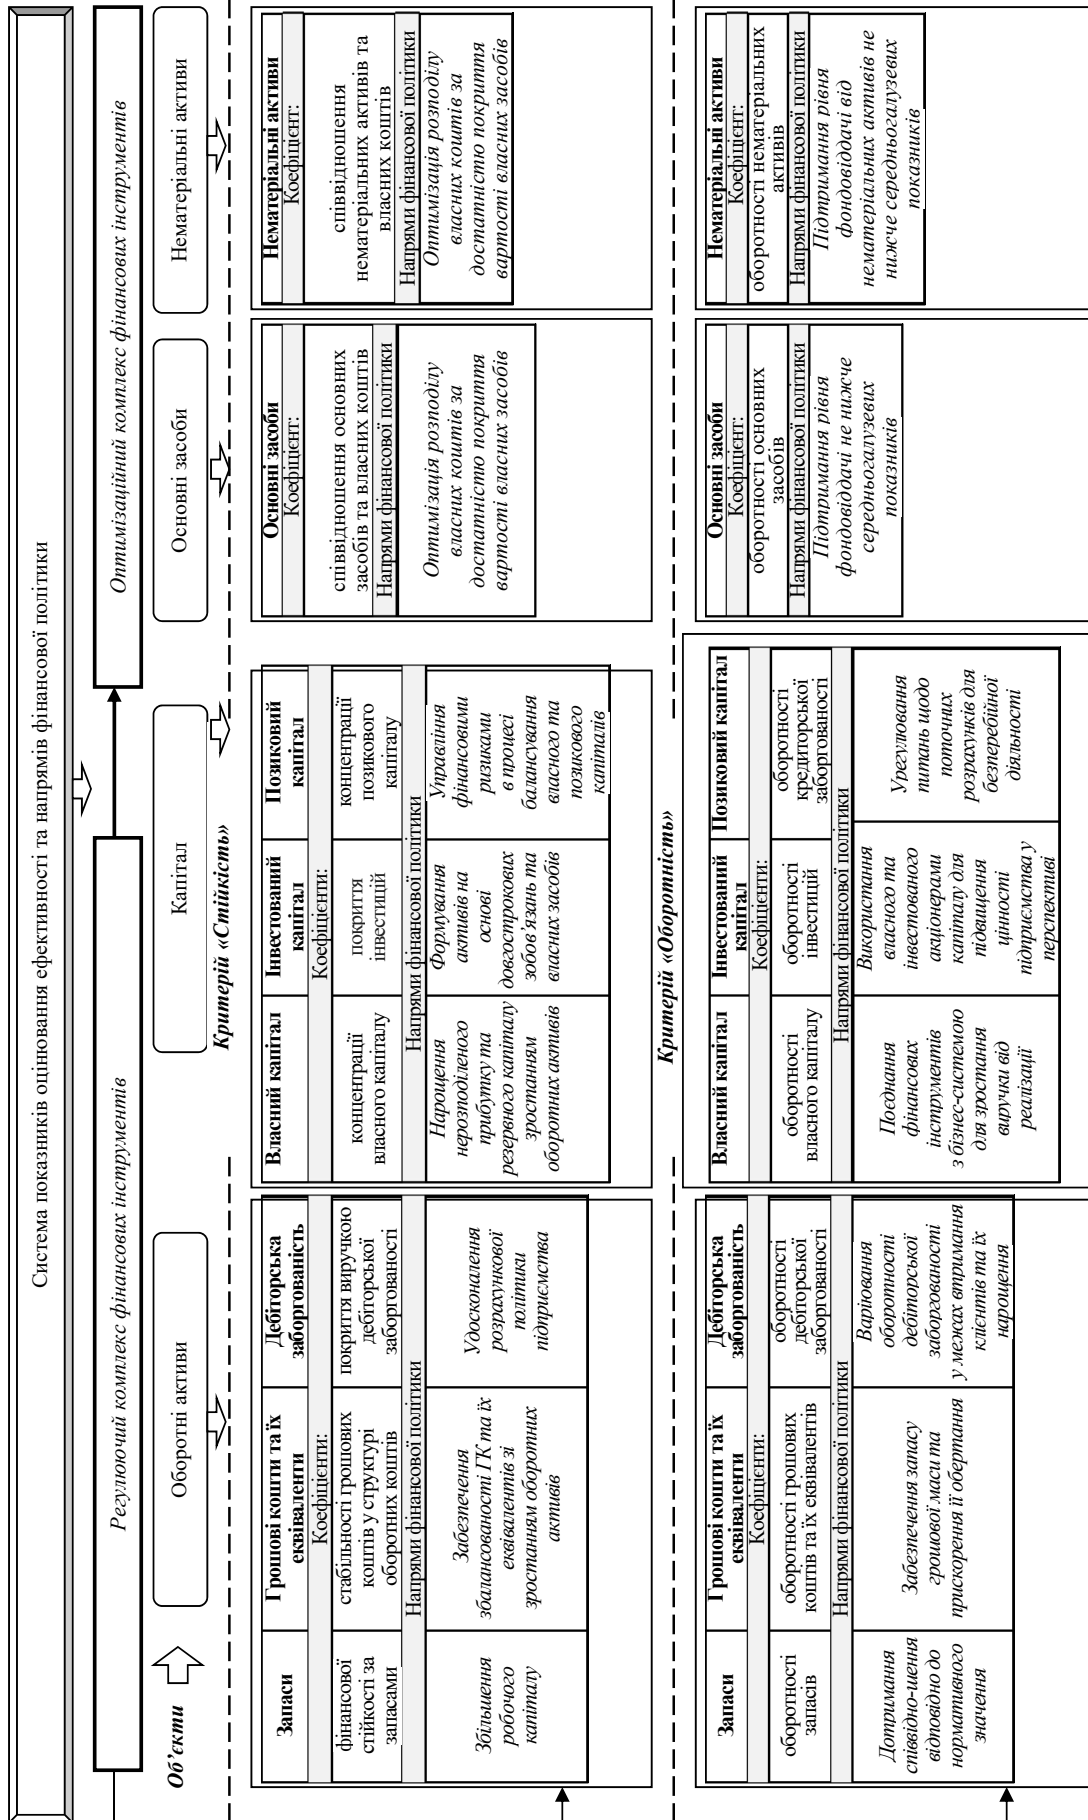 Система показників оцінювання ефективності та напрямів фінансової політики
Регулюючий комплекс фінансових інструментів
Оптимізаційний комплекс фінансових інструментів
Об’єкти
Оборотні активи
Капітал
Основні засоби
Нематеріальні активи
Критерій «Стійкість»
Запаси
Грошові кошти та їх
еквіваленти
Дебіторська
заборгованість
Коефіцієнти:
фінансової
стійкості за
запасами
стабільності грошових
коштів у структурі
оборотних коштів
покриття виручкою
дебіторської
заборгованості
Напрями фінансової політики
Збільшення
робочого
капіталу
Забезпечення
збалансованості ГК та їх
еквівалентів зі
зростанням оборотних
активів
Удосконалення
розрахункової
політики
підприємства
Власний капітал
Інвестований
капітал
Позиковий
капітал
Коефіцієнти:
концентрації
власного капіталу
покриття
інвестицій
концентрації
позикового
капіталу
Напрями фінансової політики
Нарощення
нерозподіленого
прибутку та
резервного капіталу
зростанням
оборотних активів
Формування
активів на
основі
довгострокових
зобов’язань та
власних засобів
Управління
фінансовими
ризиками
в процесі
балансування
власного та
позикового
капіталів
Основні засоби
Коефіцієнт:
співвідношення основних
засобів та власних коштів
Напрями фінансової політики
Оптимізація розподілу
власних коштів за
достатністю покриття
вартості власних засобів
Нематеріальні активи
Коефіцієнт:
співвідношення
нематеріальних активів та
власних коштів
Напрями фінансової політики
Оптимізація розподілу
власних коштів за
достатністю покриття
вартості власних засобів
Критерій «Оборотність»
Запаси
Грошові кошти та їх
еквіваленти
Дебіторська
заборгованість
Коефіцієнти:
оборотності
запасів
оборотності грошових
коштів та їх еквівалентів
оборотності
дебіторської
заборгованості
Напрями фінансової політики
Дотримання
співвідно-шення
відповідно до
нормативного
значення
Забезпечення запасу
грошової маси та
прискорення її обертання
Варіювання
оборотності
дебіторської
заборгованості
у межах втримання
клієнтів та їх
нарощення
Власний капітал
Інвестований
капітал
Позиковий капітал
Коефіцієнти:
оборотності
власного капіталу
оборотності
інвестицій
оборотності
кредиторської
заборгованості
Напрями фінансової політики
Поєднання
фінансових
інструментів
з бізнес-системою
для зростання
виручки від
реалізації
Використання
власного та
інвестованого
акціонерами
капіталу для
підвищення
цінності
підприємства у
перспективі
Урегулювання
питань щодо
поточних
розрахунків для
безперебійної
діяльності
Основні засоби
Коефіцієнт:
оборотності основних
засобів
Напрями фінансової політики
Підтримання рівня
фондовіддачі не нижче
середньогалузевих
показників
Нематеріальні активи
Коефіцієнт:
оборотності нематеріальних
активів
Напрями фінансової політики
Підтримання рівня
фондовіддачі від
нематеріальних активів не
нижче середньогалузевих
показників